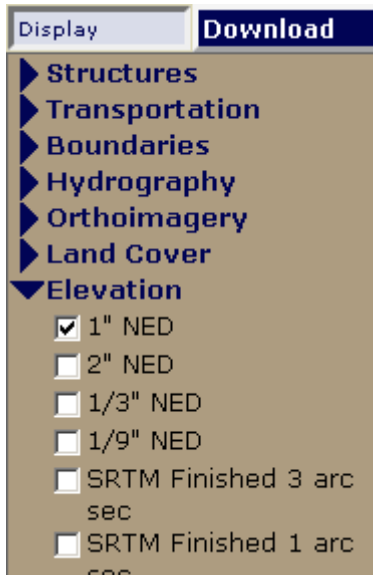 Display Download
Structures
Transportation
Boundaries
Hydrography
Orthoimagery
Land Cover
Elevation
1" NED
2" NED
1/3" NED
1/9" NED
SRTM Finished 3 arc
sec
SRTM Finished 1 arc